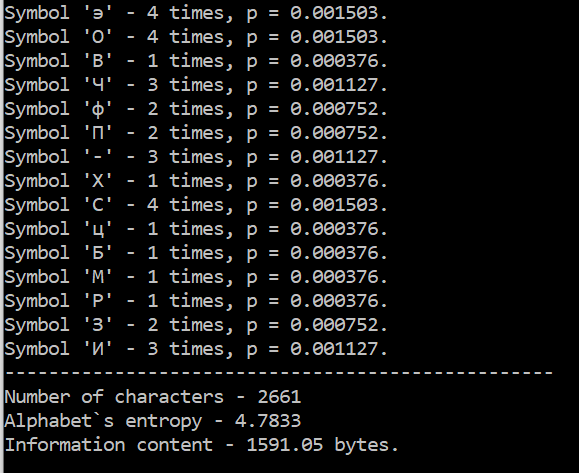 Symbol 'э' - 4 times, p = 0.001503.
Symbol 'О' - 4 times, p = 0.001503.
Symbol 'В' - 1 times, p = 0.000376.
Symbol 'Ч' - 3 times, p = 0.001127.
Symbol 'ф' - 2 times, p = 0.000752.
Symbol 'П' - 2 times, p = 0.000752.
Symbol '-' - 3 times, p = 0.001127.
Symbol 'Х' - 1 times, p = 0.000376.
Symbol 'С' - 4 times, p = 0.001503.
Symbol 'ц' - 1 times, p = 0.000376.
Symbol 'Б' - 1 times, p = 0.000376.
Symbol 'М' - 1 times, p = 0.000376.
Symbol 'Р' - 1 times, p = 0.000376.
Symbol 'З' - 2 times, p = 0.000752.
Symbol 'И' - 3 times, p = 0.001127.
--------------------------------------------------
Number of characters - 2661
Alphabet`s entropy - 4.7833
Information content - 1591.05 bytes.